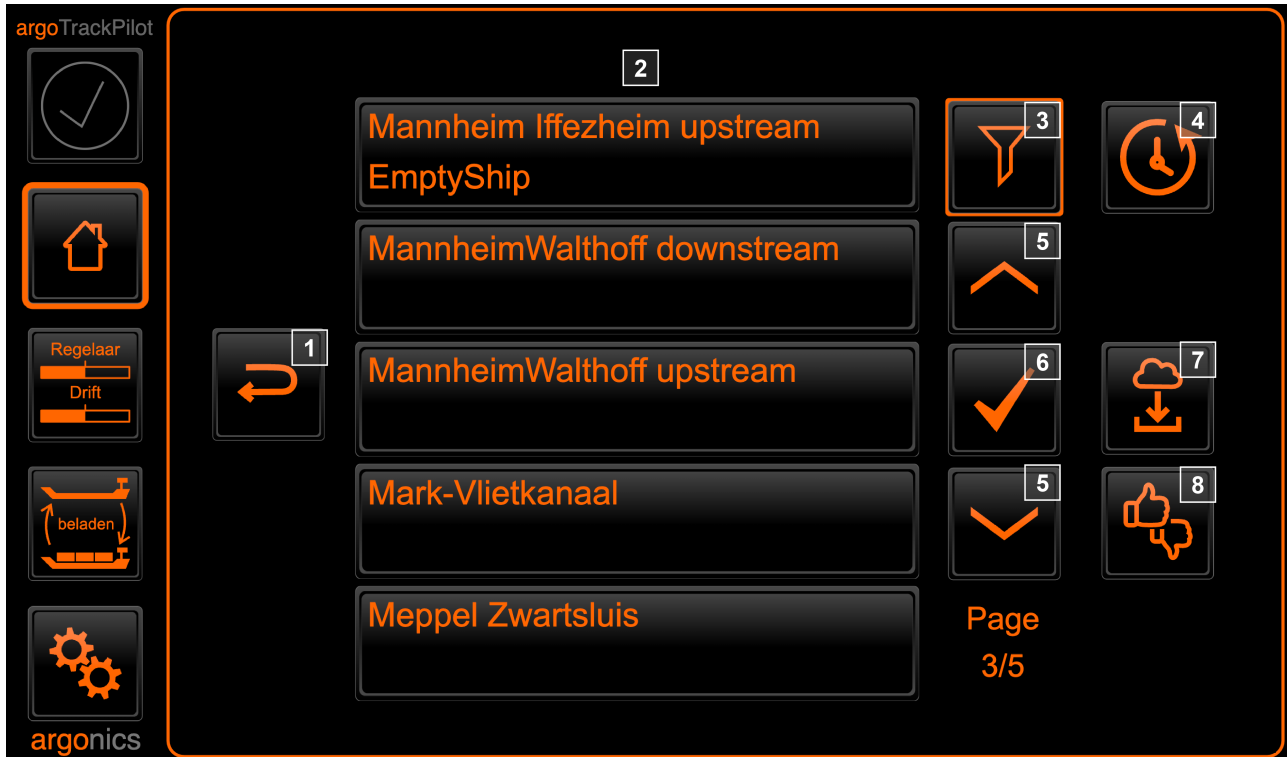 argoTrackPilot
2
Mannheim Iffezheim upstream
EmptyShip
3
4
MannheimWalthoff downstream
5
Regelaar
Drift
1
MannheimWalthoff upstream
6
7
beladen
Mark-Vlietkanaal
5
8
Meppel Zwartsluis
Page
3/5
argonics